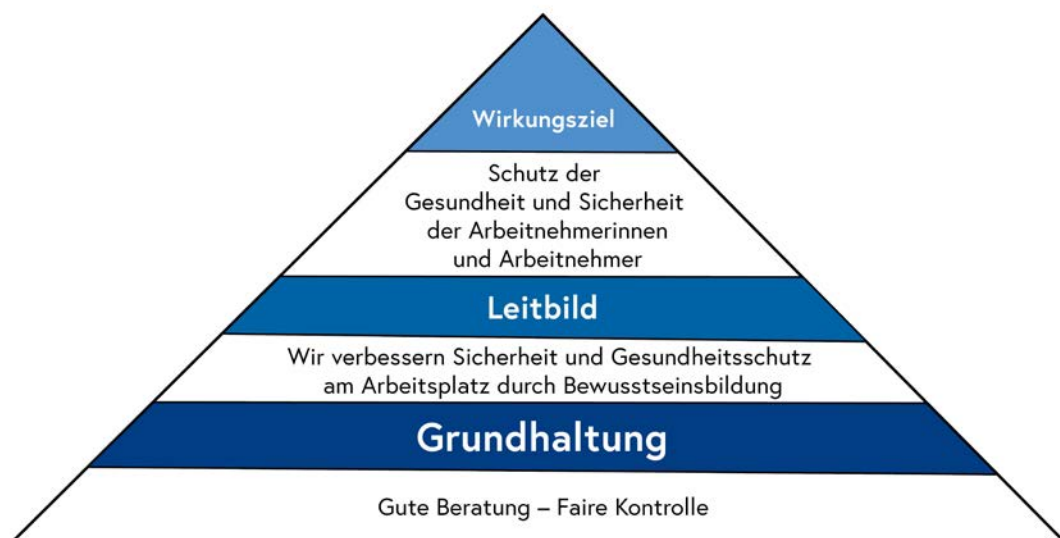 Wirkungsziel
Schutz der
Gesundheit und Sicherheit
der Arbeitnehmerinnen
und Arbeitnehmer
Leitbild
Wir verbessern Sicherheit und Gesundheitsschutz
am Arbeitsplatz durch Bewusstseinsbildung
Grundhaltung
Gute Beratung – Faire Kontrolle